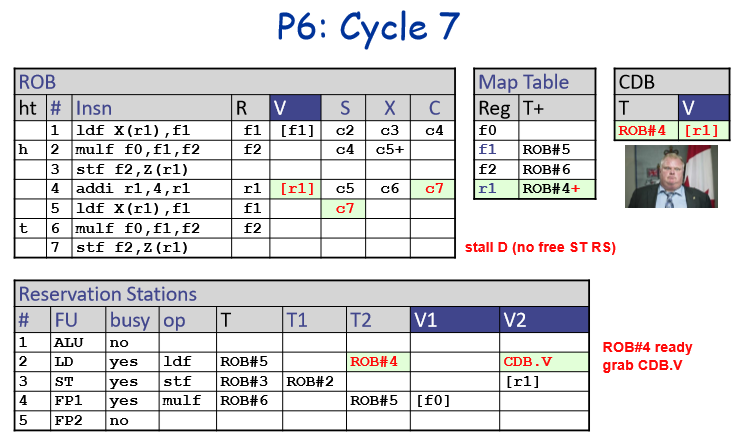 P6: Cycle 7
ROB
ht # Insn R V S X C
1 ldf X(r1),f1 f1 [f1] c2 c3 c4
h 2 mulf f0,f1,f2 f2 c4 c5+
3 stf f2,Z(r1)
4 addi r1,4,r1 r1 [r1] c5 c6 c7
5 ldf X(r1),f1 f1 c7
t 6 mulf f0,f1,f2 f2
7 stf f2,Z(r1)
stall D (no free ST RS)
Map Table
Reg T+
f0
f1 ROB#5
f2 ROB#6
r1 ROB#4+
CDB
T V
ROB#4 [r1]
Reservation Stations
# FU busy op T T1 T2 V1 V2
1 ALU no
2 LD yes ldf ROB#5 ROB#4 CDB.V
3 ST yes stf ROB#3 ROB#2 [r1]
4 FP1 yes mulf ROB#6 ROB#5 [f0]
5 FP2 no
ROB#4 ready
grab CDB.V